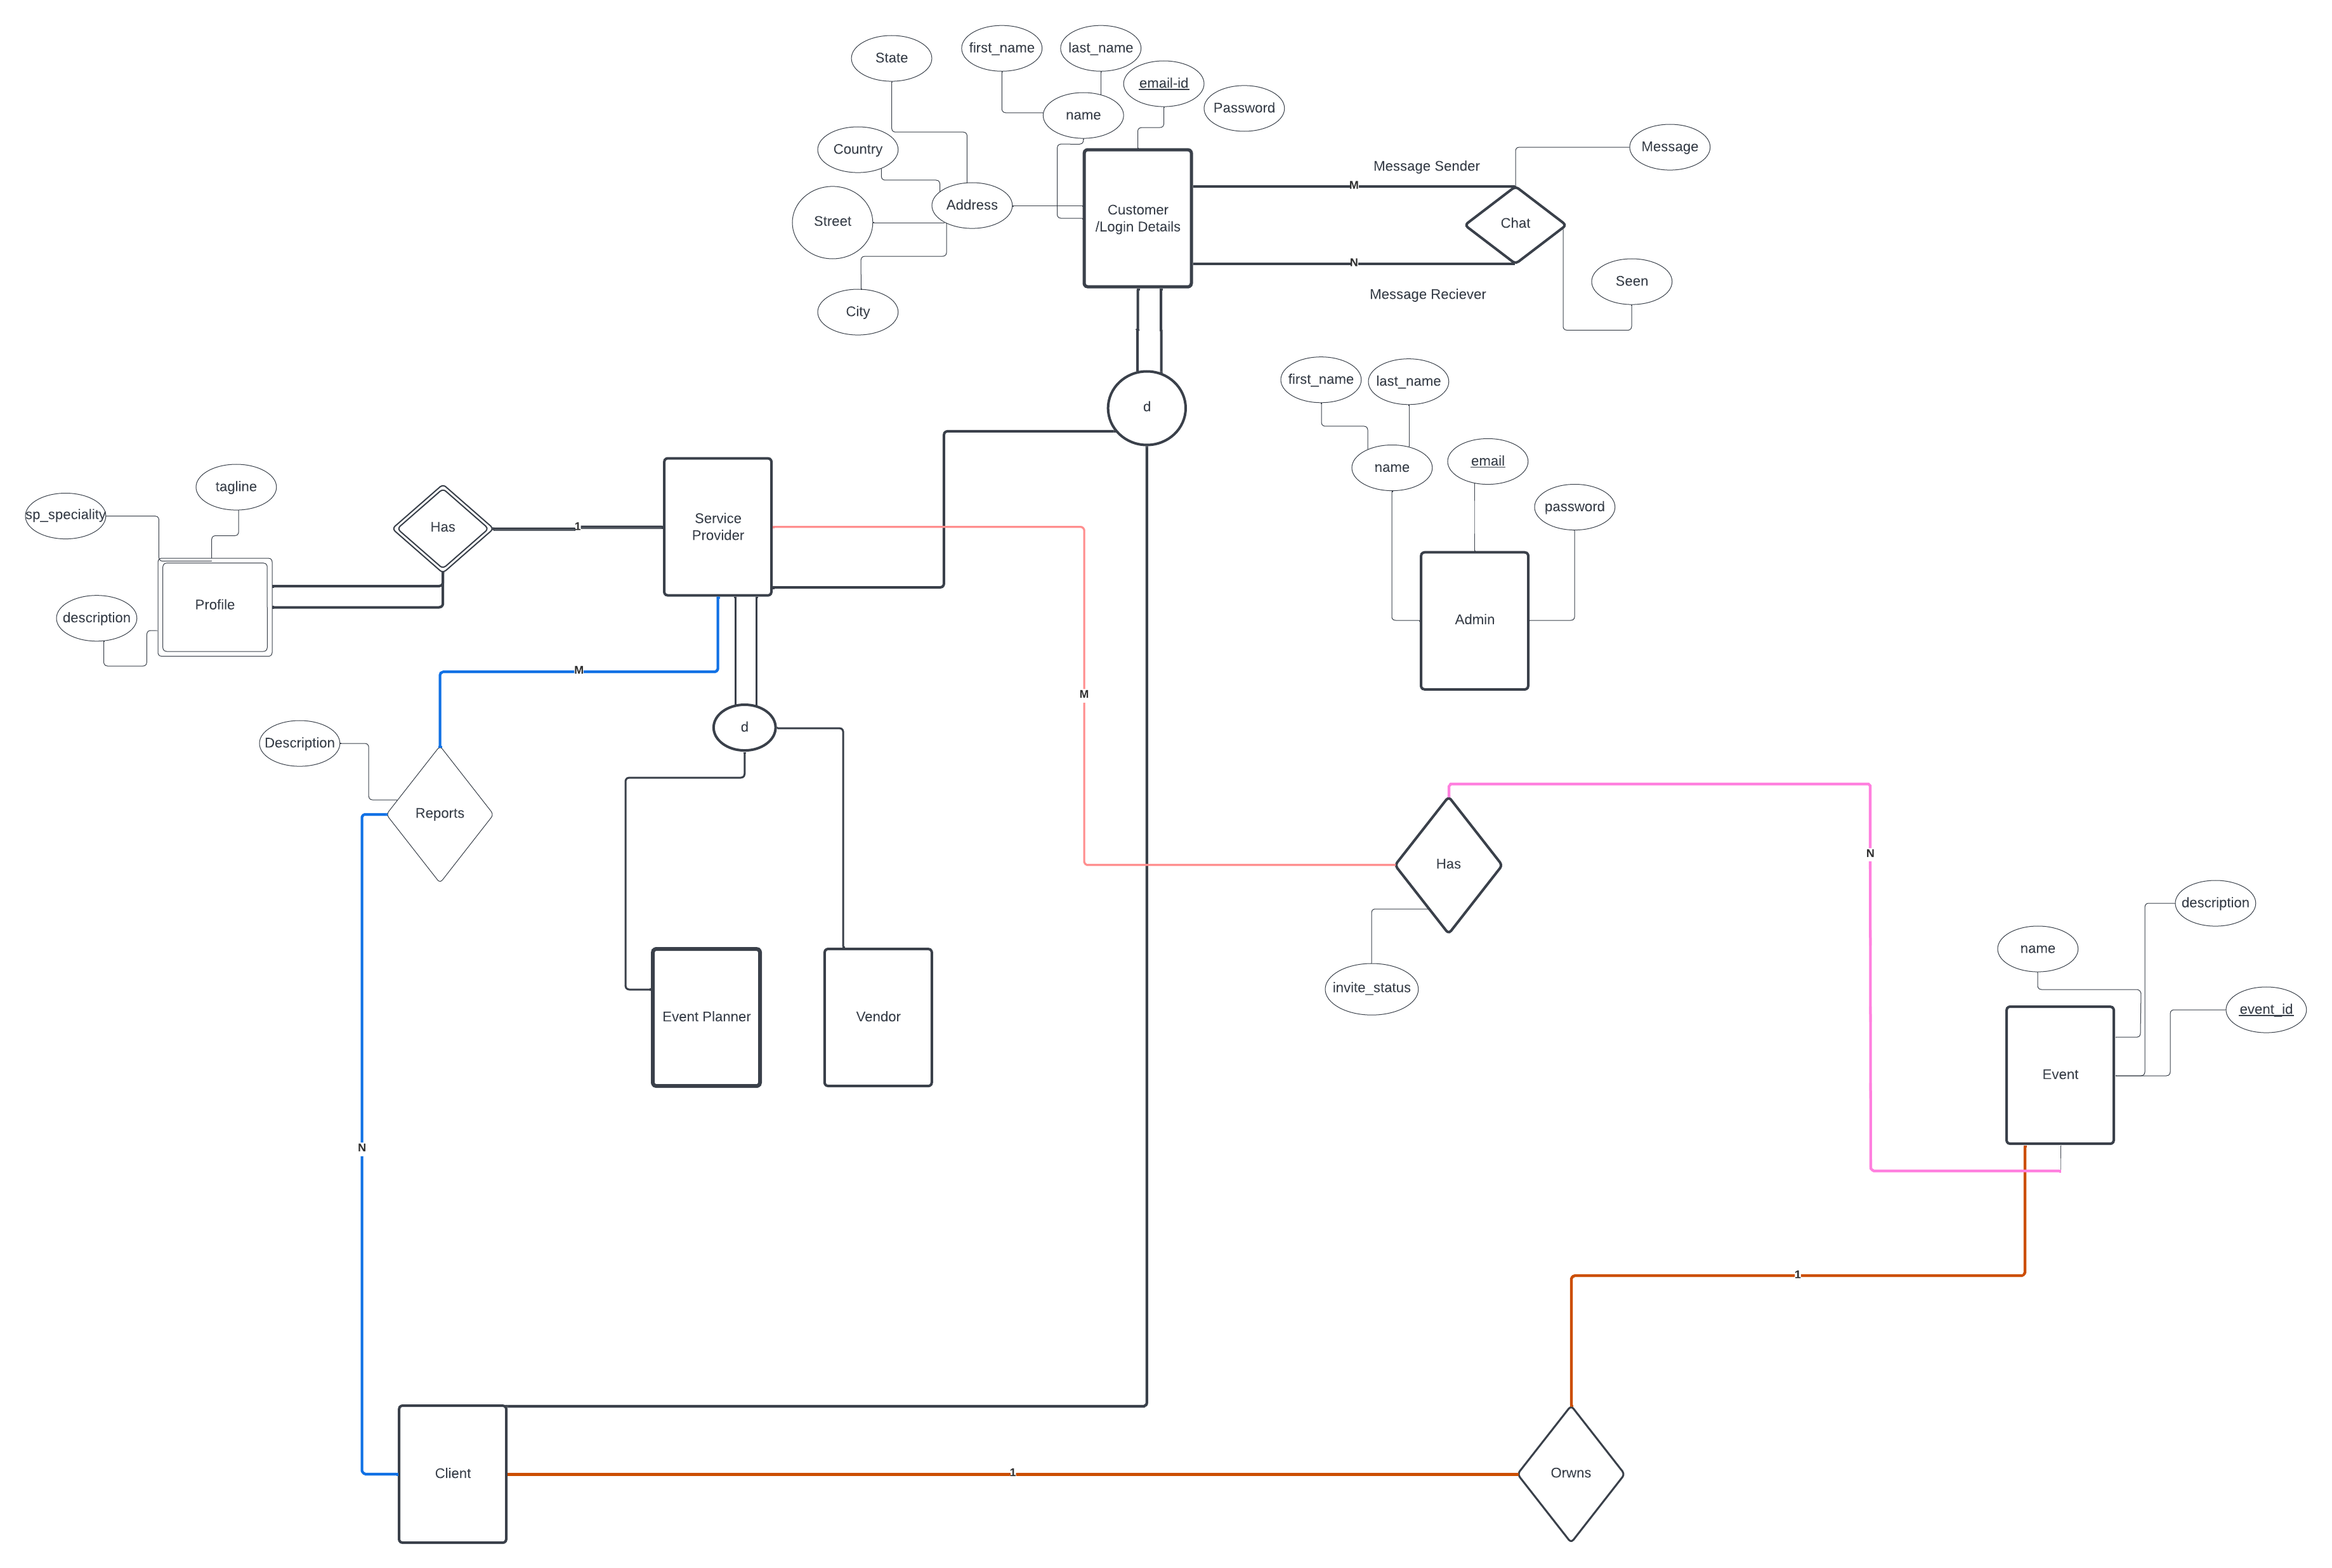 first_name
last_name
State
email-id
Password
name
Country
Message
Message Sender
M
Address
Street
Customer
/Login Details
Chat
N
Seen
Message Reciever
City
first_name
last_name
d
name
email
tagline
sp_speciality
password
Has
1
Service
Provider
Profile
description
Admin
M
M
d
Description
Reports
Has
N
description
name
invite_status
event_id
Event Planner
Vendor
Event
N
1
Client
1
Orwns